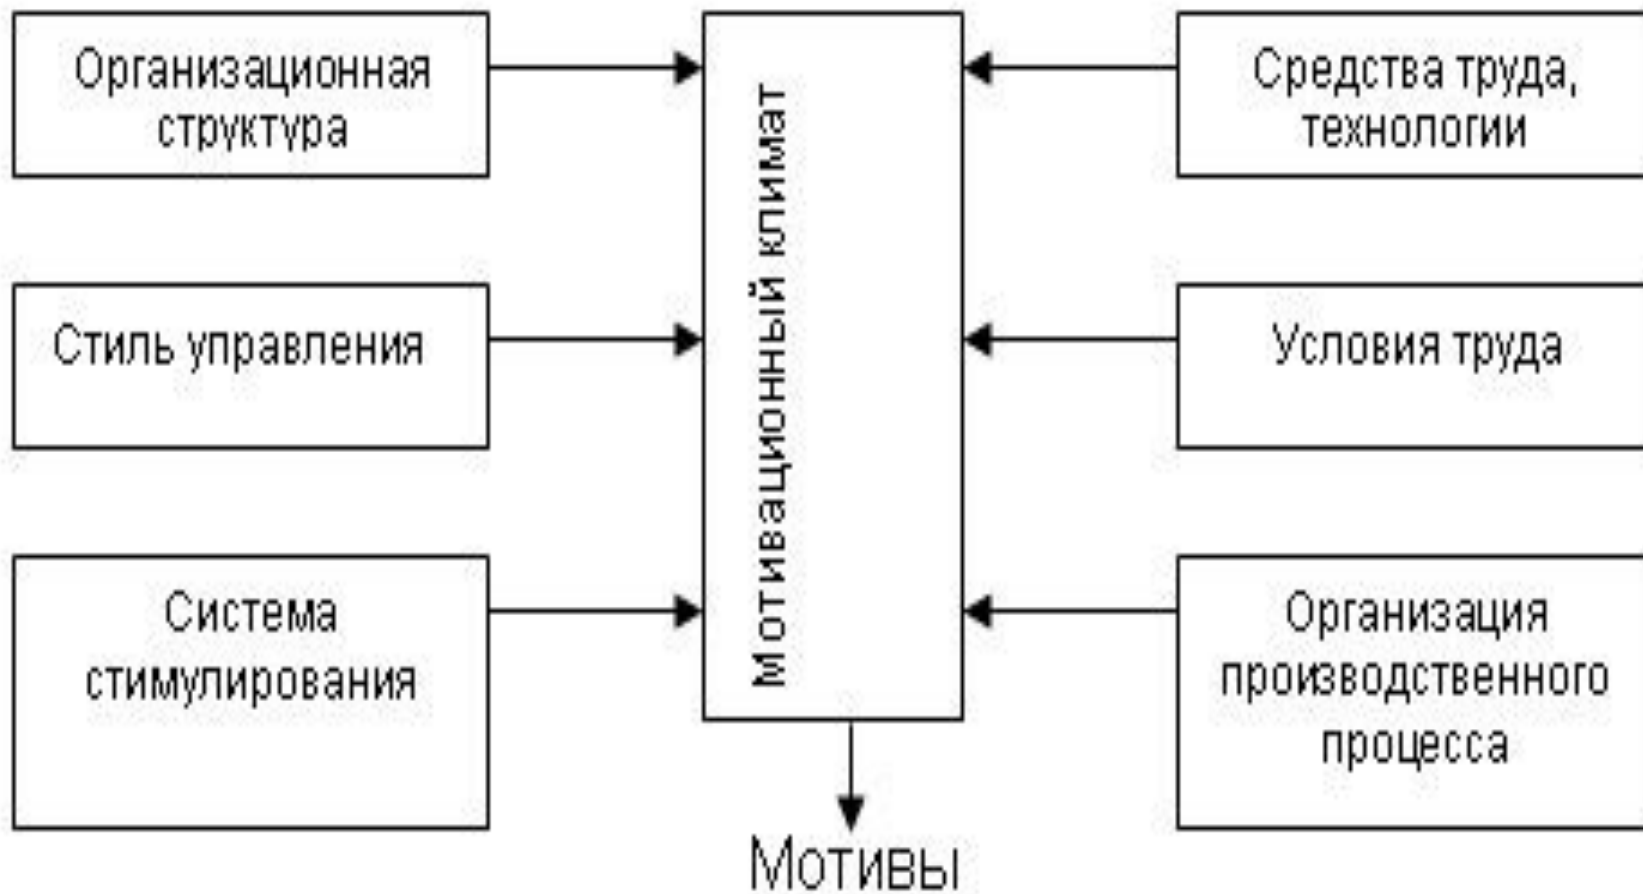 Организационная
структура
Стиль управления
Система
стимулирования
Мотивационный климат
Средства труда,
технологии
Условия труда
Организация
производственного
процесса
Мотивы